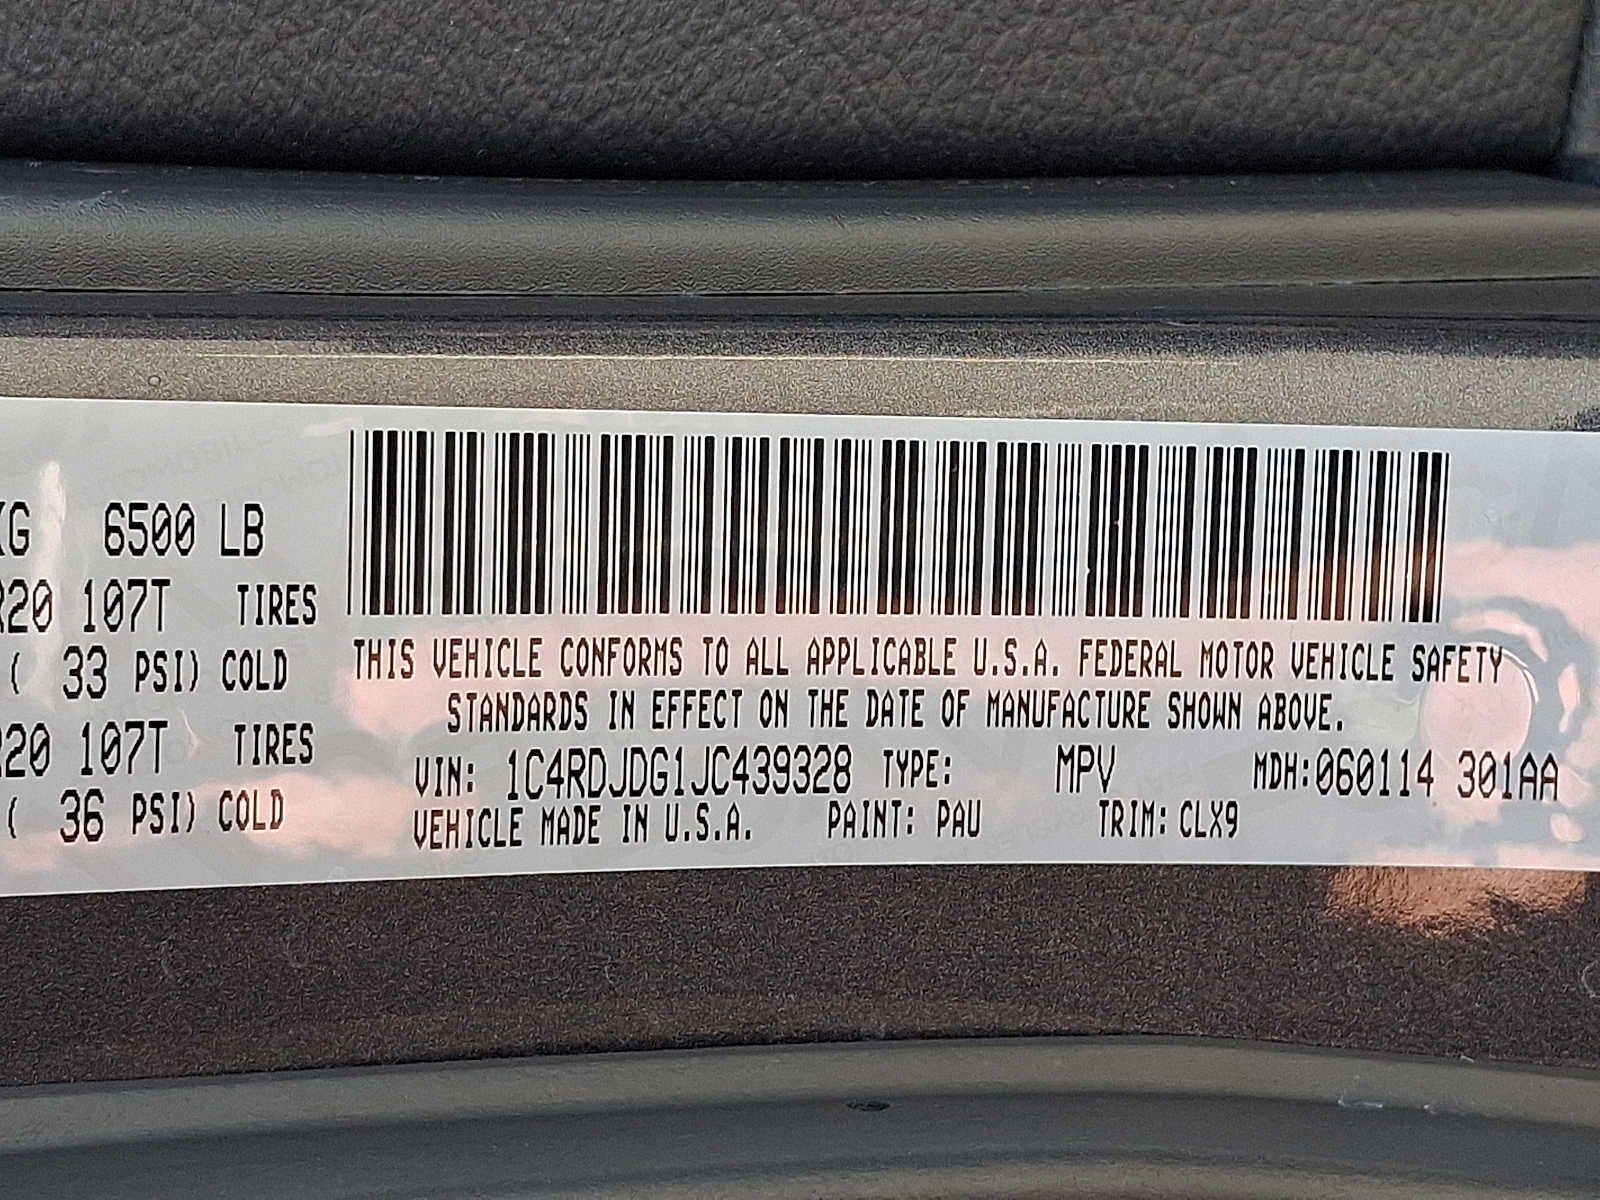 KG 6500 LB
R20 107T TIRES
( 33 PSI) COLD
R20 107T TIRES
( 36 PSI) COLD
THIS VEHICLE CONFORMS TO ALL APPLICABLE U.S.A. FEDERAL MOTOR VEHICLE SAFETY
STANDARDS IN EFFECT ON THE DATE OF MANUFACTURE SHOWN ABOVE.
VIN: 1C4RDJDG1JC439328 TYPE: MPV MDH:060114 301AA
VEHICLE MADE IN U.S.A. PAINT: PAU TRIM: CLX9